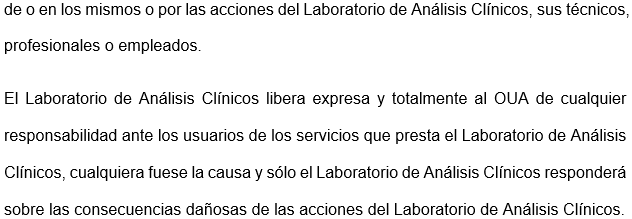 de o en los mismos o por las acciones del Laboratorio de Análisis Clínicos, sus técnicos,
profesionales o empleados.
El Laboratorio de Análisis Clínicos libera expresa y totalmente al OUA de cualquier
responsabilidad ante los usuarios de los servicios que presta el Laboratorio de Análisis
Clínicos, cualquiera fuese la causa y sólo el Laboratorio de Análisis Clínicos responderá
sobre las consecuencias dañosas de las acciones del Laboratorio de Análisis Clínicos.